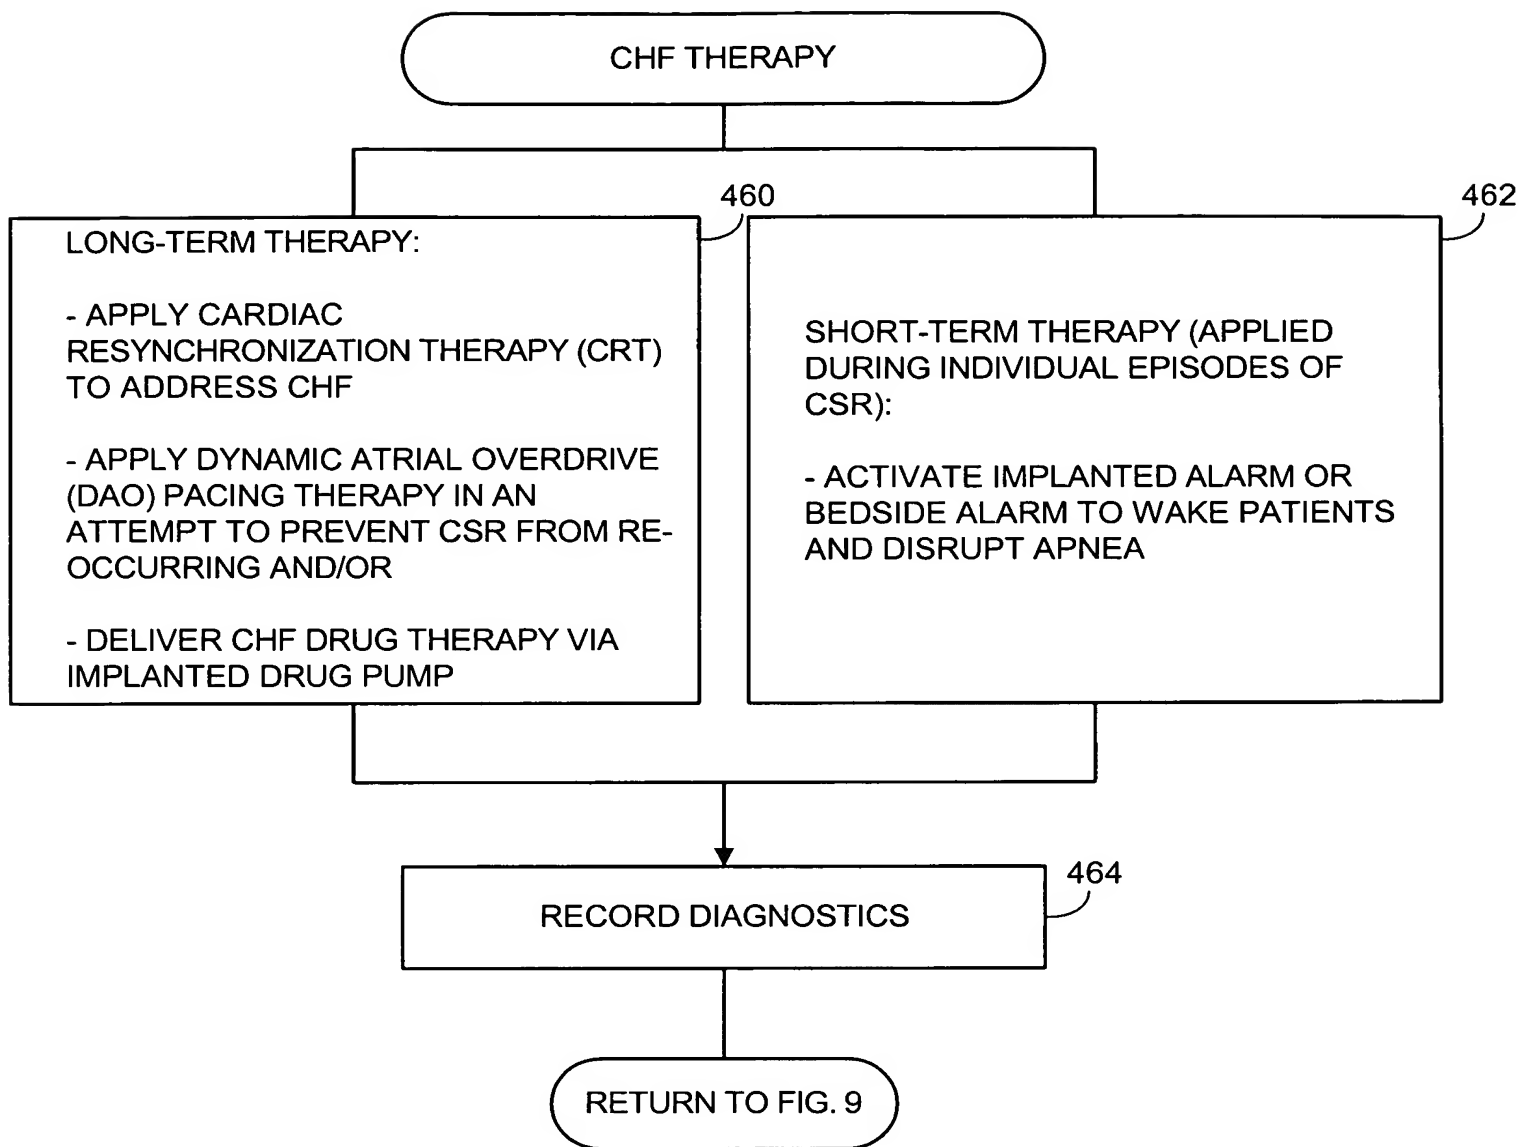 CHF THERAPY
460
LONG-TERM THERAPY:
- APPLY CARDIAC
RESYNCHRONIZATION THERAPY (CRT)
TO ADDRESS CHF
- APPLY DYNAMIC ATRIAL OVERDRIVE
(DAO) PACING THERAPY IN AN
ATTEMPT TO PREVENT CSR FROM RE-
OCCURRING AND/OR
- DELIVER CHF DRUG THERAPY VIA
IMPLANTED DRUG PUMP
462
SHORT-TERM THERAPY (APPLIED
DURING INDIVIDUAL EPISODES OF
CSR):
- ACTIVATE IMPLANTED ALARM OR
BEDSIDE ALARM TO WAKE PATIENTS
AND DISRUPT APNEA
464
RECORD DIAGNOSTICS
RETURN TO FIG. 9